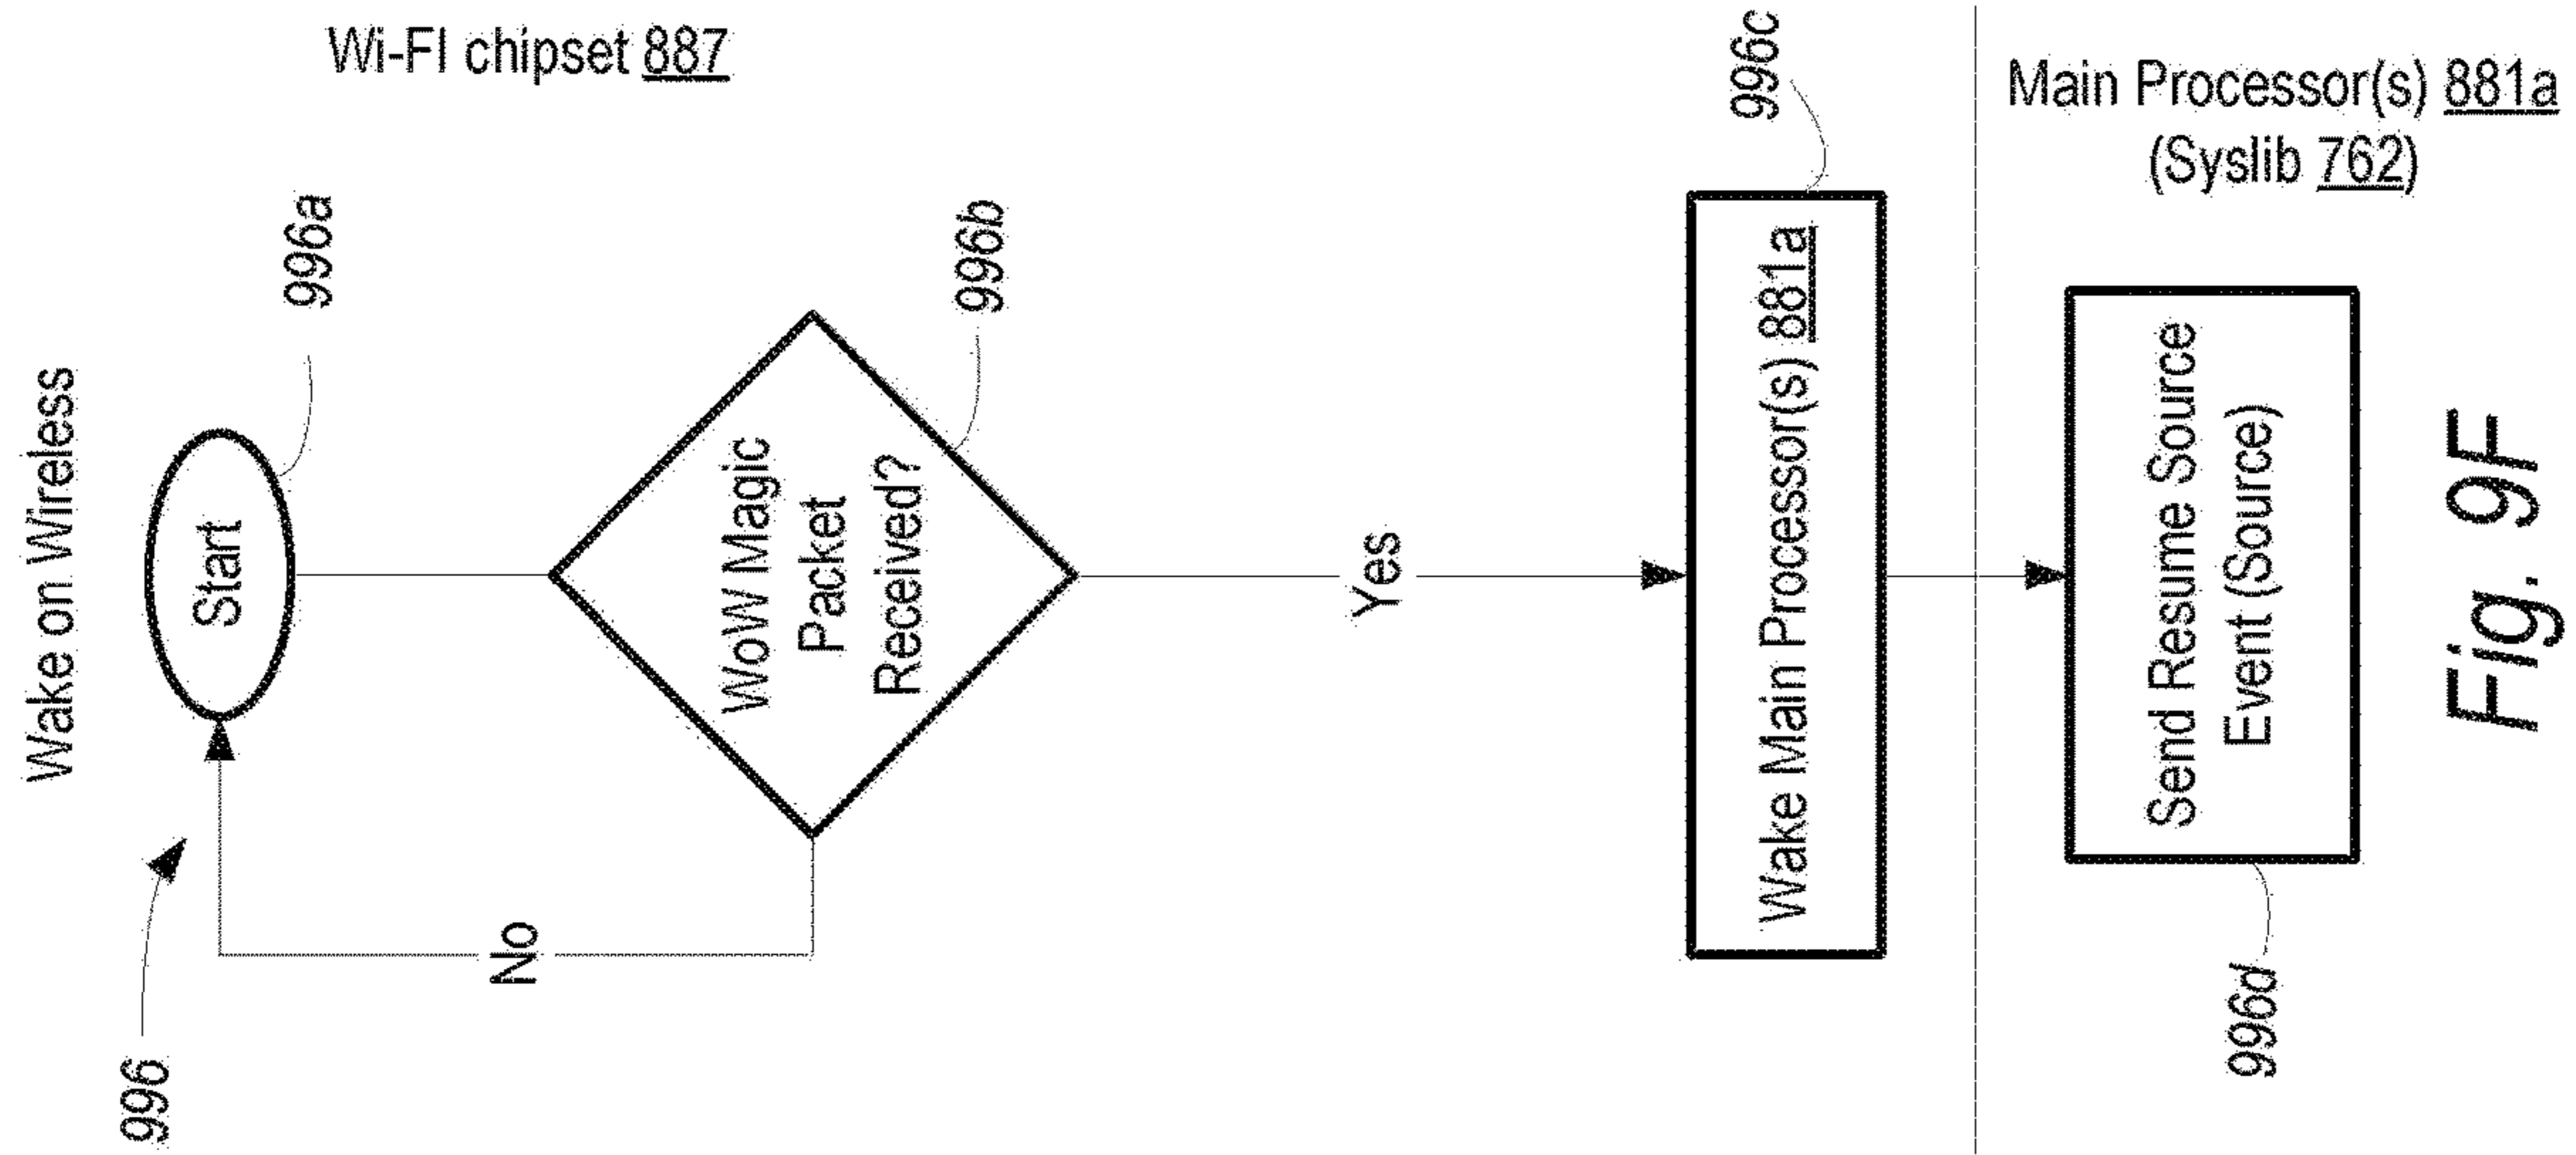 Wake on Wireless
Wi-FI chipset 887
996
Start
996a
No
WoW Magic
Packet
Received?
996b
Yes
Wake Main Processor(s) 881a
996c
Main Processor(s) 881a
(Syslib 762)
Send Resume Source
Event (Source)
996d
Fig. 9F